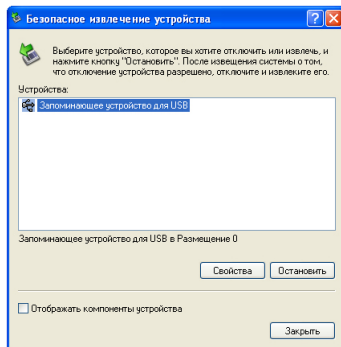 Безопасное извлечение устройства
Выберите устройство, которое вы хотите отключить или извлечь, и
нажмите кнопку "Остановить". После извещения системы о том,
что отключение устройства разрешено, отключите и извлеките его.
Устройства:
Запоминающее устройство для USB
Запоминающее устройство для USB в Размещение 0
Свойства Остановить
Отображать компоненты устройства
Закрыть